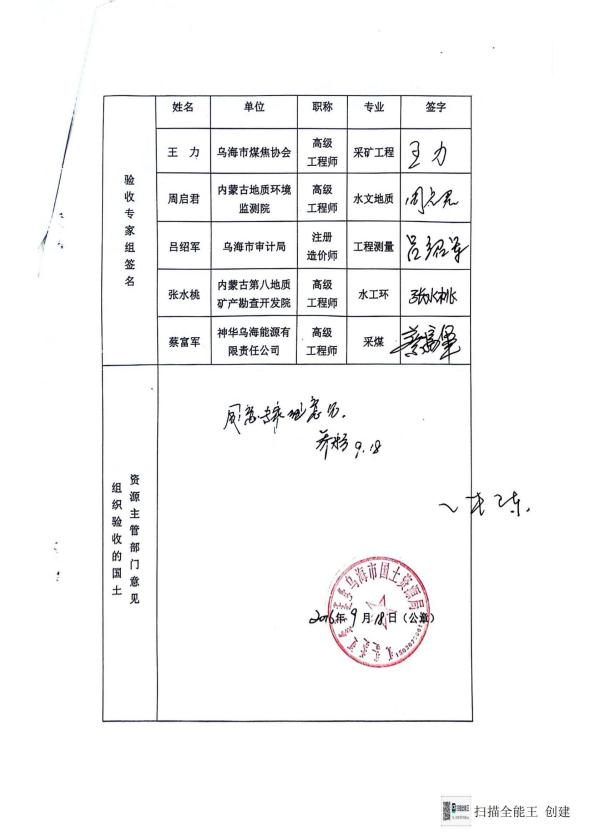 姓名 单位 职称 专业 签字
验收专家组签名
王 力 乌海市煤焦协会 高级工程师 采矿工程 王力
周启君 内蒙古地质环境监测院 高级工程师 水文地质 周启君
吕绍军 乌海市审计局 注册造价师 工程测量 吕绍军
张水桃 内蒙古第八地质矿产勘查开发院 高级工程师 水工环 张水桃
蔡富军 神华乌海能源有限责任公司 高级工程师 采煤 蔡富军
组织验收的国土资源主管部门意见
同意专家组意见.
9.18
乌海市国土资源局
2016年9月18日(公章)
扫描全能王 创建